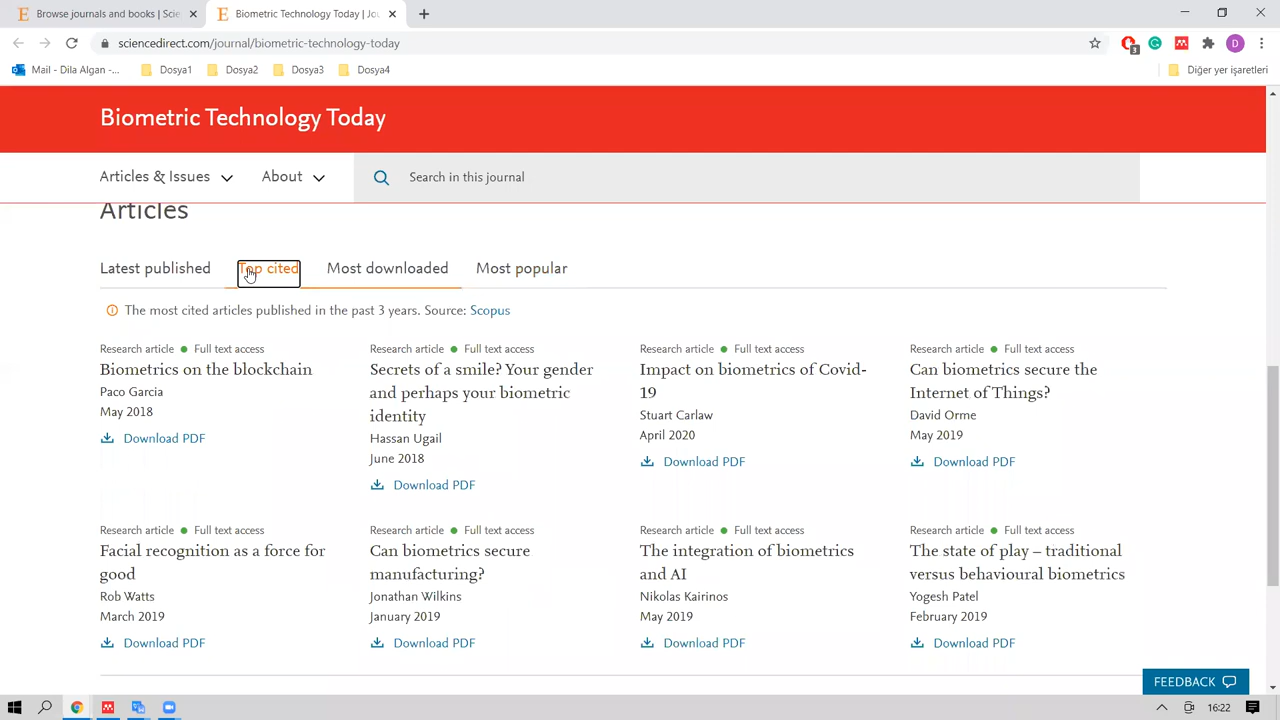 Browse journals and books | Scie
Biometric Technology Today | Jou
sciencedirect.com/journal/biometric-technology-today
3
D
Mail - Dila Algan -...
Dosya1
Dosya2
Dosya3
Dosya4
Diğer yer işaretleri
Biometric Technology Today
Articles & Issues
About
Search in this journal
Articles
Latest published
Top cited
Most downloaded
Most popular
The most cited articles published in the past 3 years. Source: Scopus
Research article ● Full text access
Biometrics on the blockchain
Paco Garcia
May 2018
Download PDF
Research article ● Full text access
Secrets of a smile? Your gender
and perhaps your biometric
identity
Hassan Ugail
June 2018
Download PDF
Research article ● Full text access
Impact on biometrics of Covid-
19
Stuart Carlaw
April 2020
Download PDF
Research article ● Full text access
Can biometrics secure the
Internet of Things?
David Orme
May 2019
Download PDF
Research article ● Full text access
Facial recognition as a force for
good
Rob Watts
March 2019
Download PDF
Research article ● Full text access
Can biometrics secure
manufacturing?
Jonathan Wilkins
January 2019
Download PDF
Research article ● Full text access
The integration of biometrics
and AI
Nikolas Kairinos
May 2019
Download PDF
Research article ● Full text access
The state of play – traditional
versus behavioural biometrics
Yogesh Patel
February 2019
Download PDF
FEEDBACK
16:22